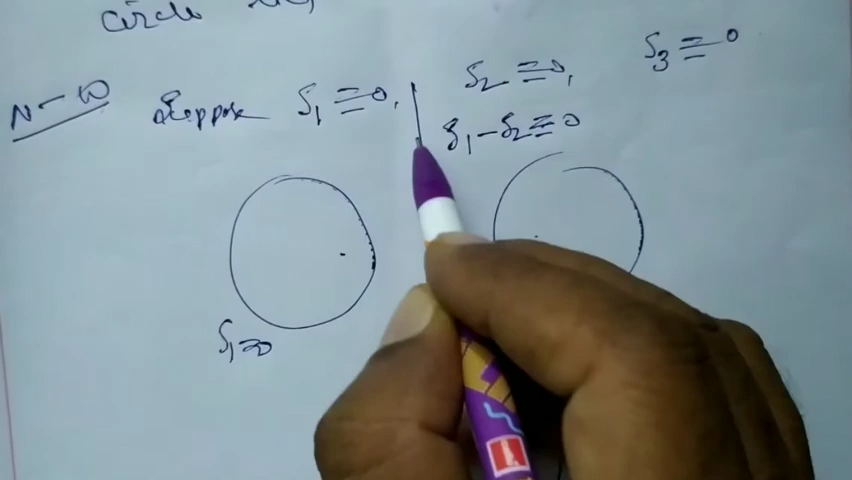 circle
N-10 Suppose S₁ ≡ 0, S₂ ≡ 0, S₃ ≡ 0
S₁ - S₂ ≡ 0
S₁ = 0